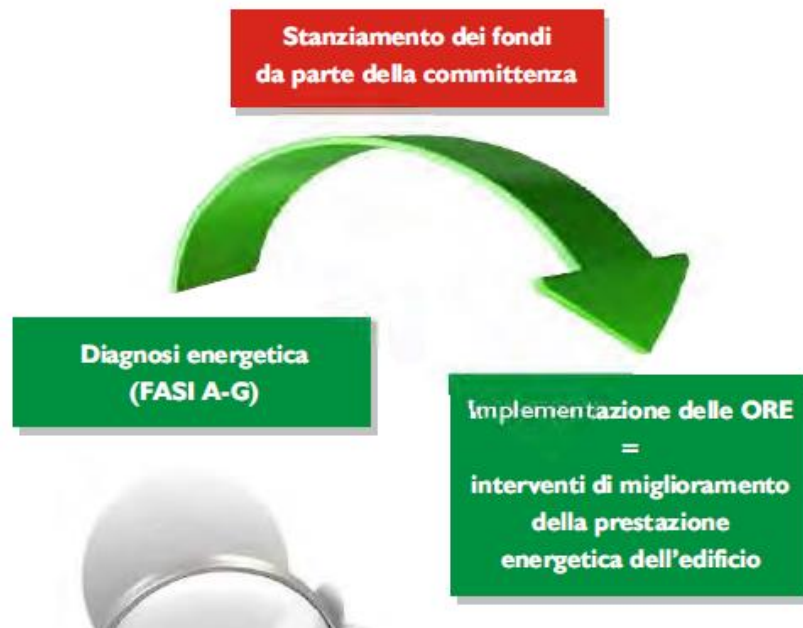 Stanziamento dei fondi
da parte della committenza
Diagnosi energetica
(FASI A-G)
Implementazione delle ORE
=
interventi di miglioramento
della prestazione
energetica dell'edificio